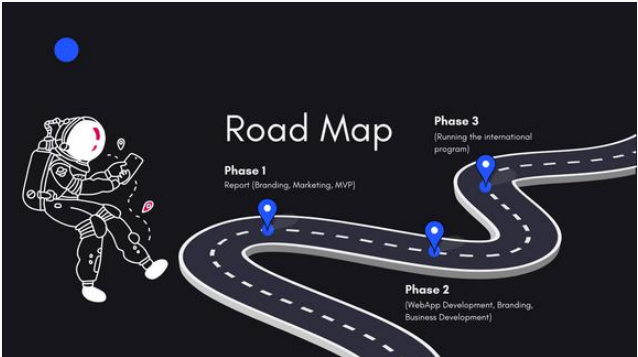 Road Map
Phase 1
Report (Branding, Marketing, MVP)
Phase 2
(WebApp Development, Branding,
Business Development)
Phase 3
(Running the international
program)